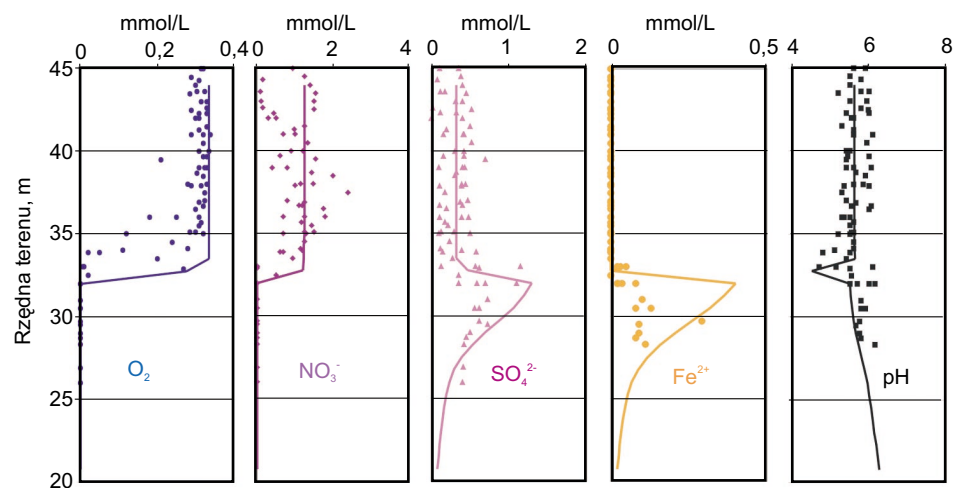 mmol/L mmol/L mmol/L mmol/L
0 0,2 0,4 0 2 4 0 1 2 0 0,5 4 6 8
45
40
35
30
25
20
Rzędna terenu, m
O₂ NO₃⁻ SO₄²⁻ Fe²⁺ pH